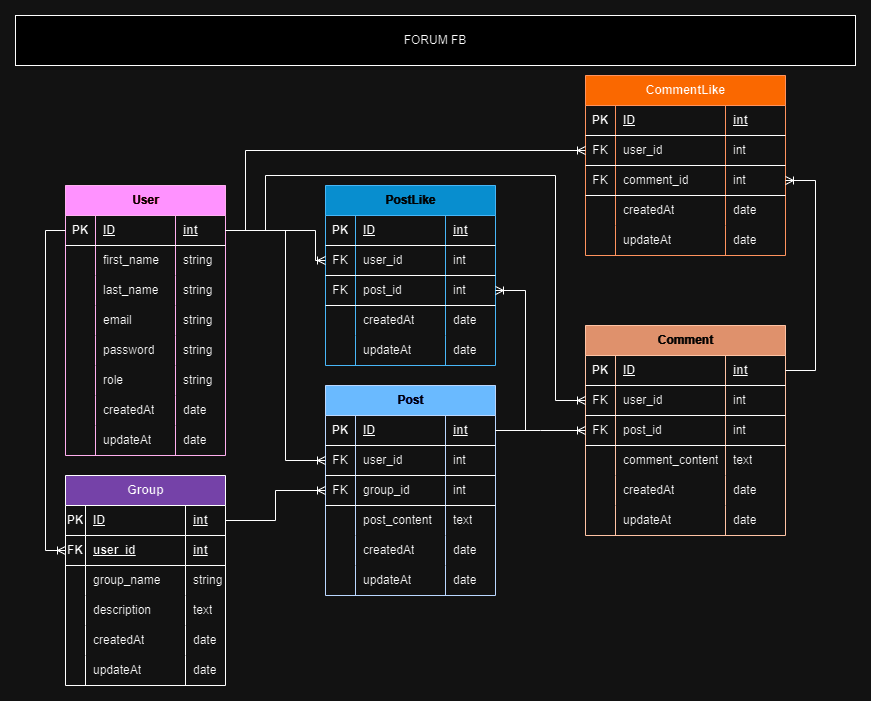 FORUM FB
CommentLike
PK ID int
FK user_id int
FK comment_id int
createdAt date
updateAt date
User
PK ID int
first_name string
last_name string
email string
password string
role string
createdAt date
updateAt date
PostLike
PK ID int
FK user_id int
FK post_id int
createdAt date
updateAt date
Comment
PK ID int
FK user_id int
FK post_id int
comment_content text
createdAt date
updateAt date
Post
PK ID int
FK user_id int
FK group_id int
post_content text
createdAt date
updateAt date
Group
PK ID int
FK user_id int
group_name string
description text
createdAt date
updateAt date